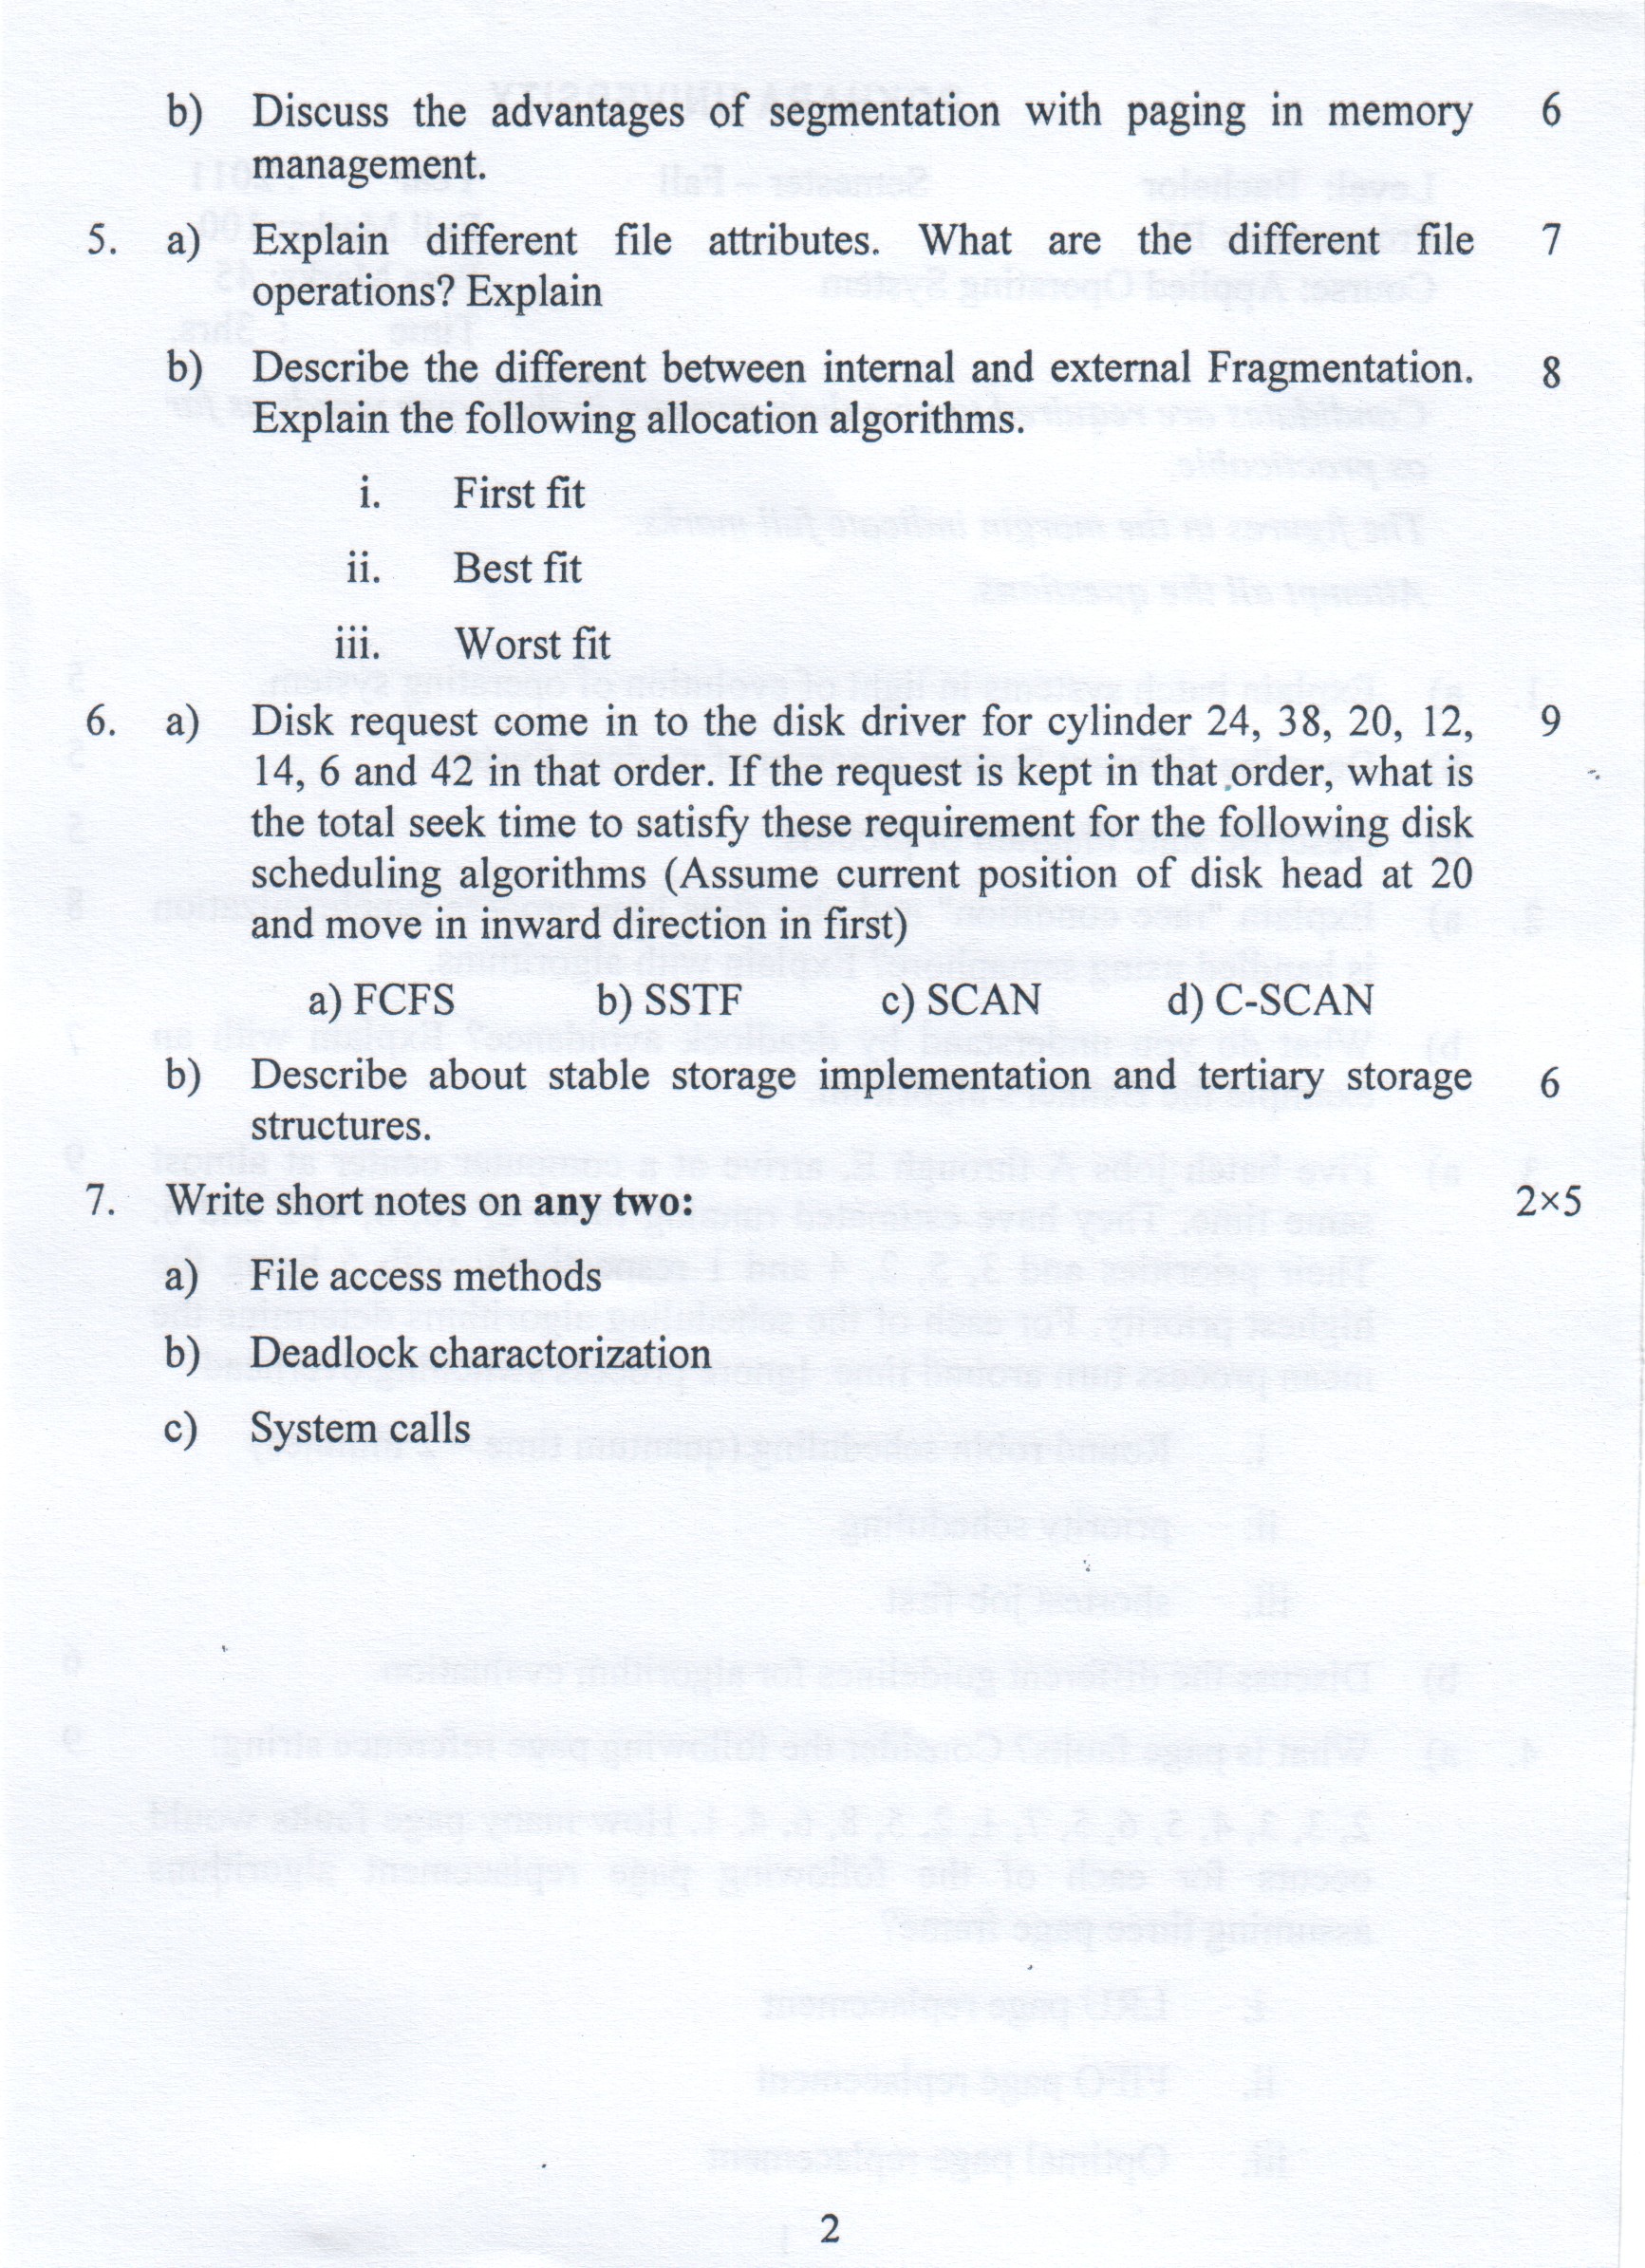 b) Discuss the advantages of segmentation with paging in memory 6
management.
5. a) Explain different file attributes. What are the different file 7
operations? Explain
b) Describe the different between internal and external Fragmentation. 8
Explain the following allocation algorithms.
i. First fit
ii. Best fit
iii. Worst fit
6. a) Disk request come in to the disk driver for cylinder 24, 38, 20, 12, 9
14, 6 and 42 in that order. If the request is kept in that order, what is
the total seek time to satisfy these requirement for the following disk
scheduling algorithms (Assume current position of disk head at 20
and move in inward direction in first)
a) FCFS b) SSTF c) SCAN d) C-SCAN
b) Describe about stable storage implementation and tertiary storage 6
structures.
7. Write short notes on any two: 2×5
a) File access methods
b) Deadlock charactorization
c) System calls
2